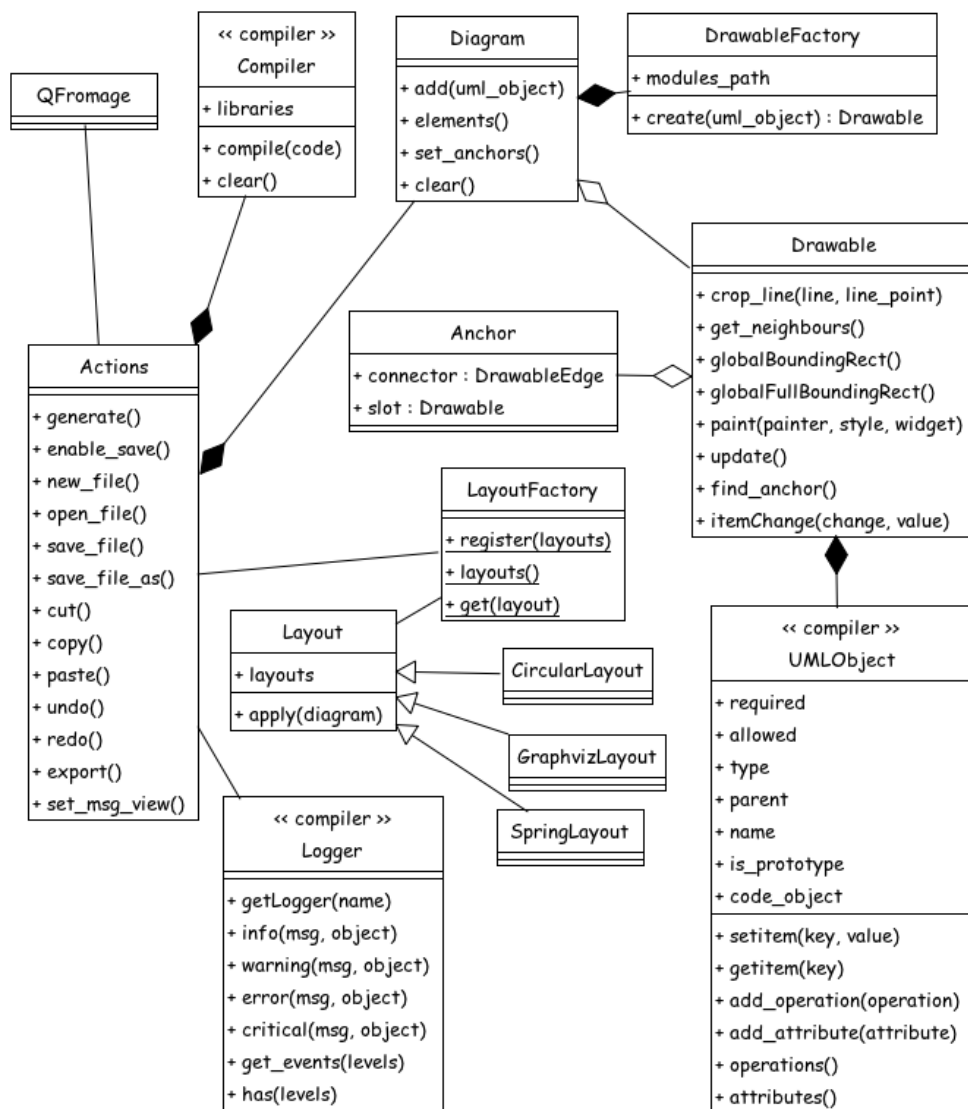 QFromage
<< compiler >>
Compiler
+ libraries
+ compile(code)
+ clear()
Diagram
+ add(uml_object)
+ elements()
+ set_anchors()
+ clear()
DrawableFactory
+ modules_path
+ create(uml_object) : Drawable
Drawable
+ crop_line(line, line_point)
+ get_neighbours()
+ globalBoundingRect()
+ globalFullBoundingRect()
+ paint(painter, style, widget)
+ update()
+ find_anchor()
+ itemChange(change, value)
Anchor
+ connector : DrawableEdge
+ slot : Drawable
Actions
+ generate()
+ enable_save()
+ new_file()
+ open_file()
+ save_file()
+ save_file_as()
+ cut()
+ copy()
+ paste()
+ undo()
+ redo()
+ export()
+ set_msg_view()
LayoutFactory
+ register(layouts)
+ layouts()
+ get(layout)
Layout
+ layouts
+ apply(diagram)
CircularLayout
GraphvizLayout
SpringLayout
<< compiler >>
Logger
+ getLogger(name)
+ info(msg, object)
+ warning(msg, object)
+ error(msg, object)
+ critical(msg, object)
+ get_events(levels)
+ has(levels)
<< compiler >>
UMLObject
+ required
+ allowed
+ type
+ parent
+ name
+ is_prototype
+ code_object
+ setitem(key, value)
+ getitem(key)
+ add_operation(operation)
+ add_attribute(attribute)
+ operations()
+ attributes()